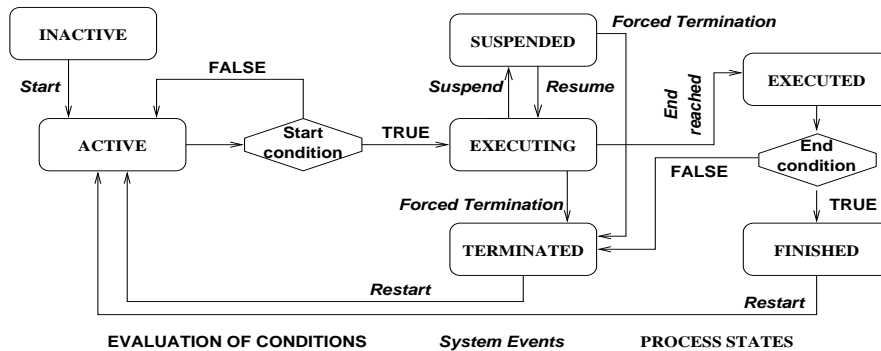 Forced Termination
INACTIVE
SUSPENDED
FALSE
EXECUTED
Start
Suspend
Resume
End
reached
ACTIVE
Start
condition
TRUE
EXECUTING
End
condition
FALSE
Forced Termination
TRUE
TERMINATED
FINISHED
Restart
Restart
EVALUATION OF CONDITIONS
System Events
PROCESS STATES